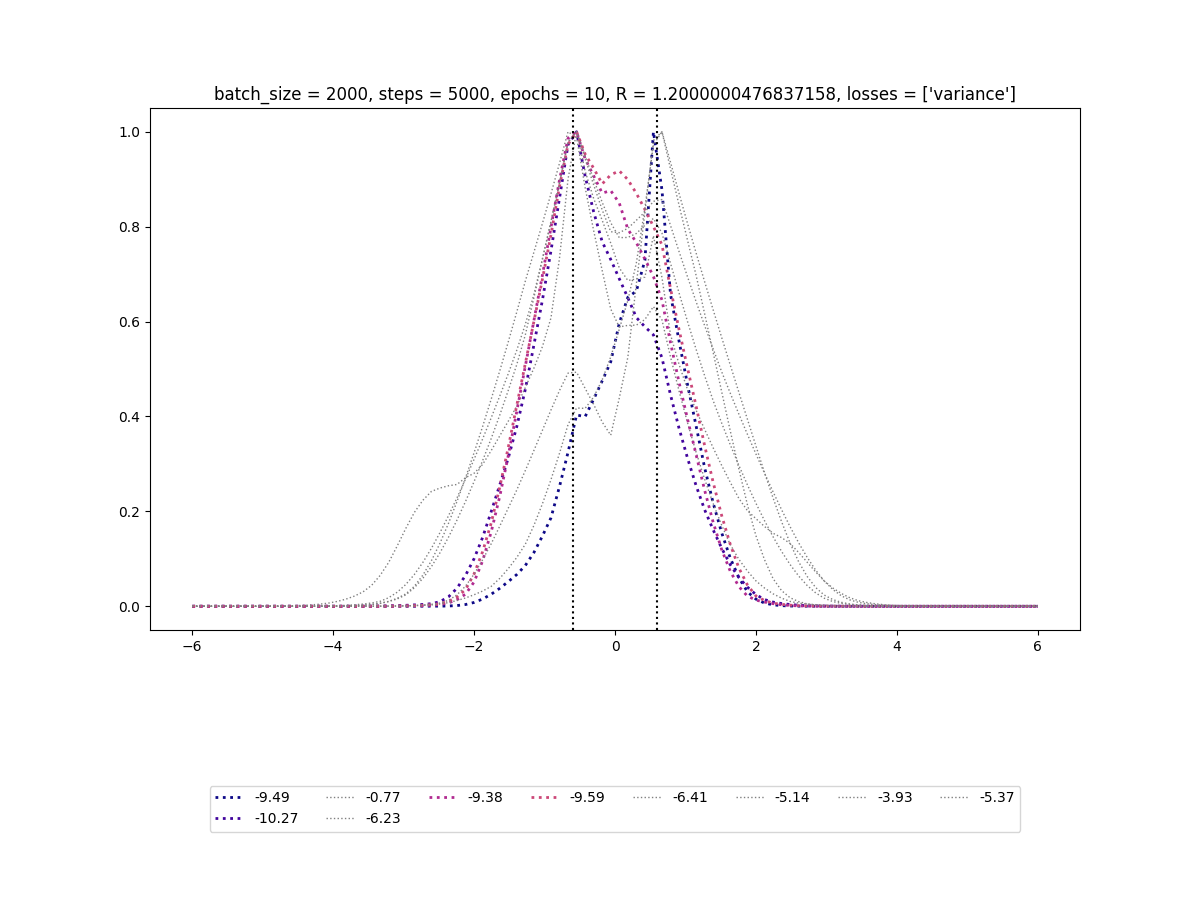 batch_size = 2000, steps = 5000, epochs = 10, R = 1.2000000476837158, losses = ['variance']
1.0
0.8
0.6
0.4
0.2
0.0
−6 −4 −2 0 2 4 6
-9.49 -0.77 -9.38 -9.59 -6.41 -5.14 -3.93 -5.37
-10.27 -6.23